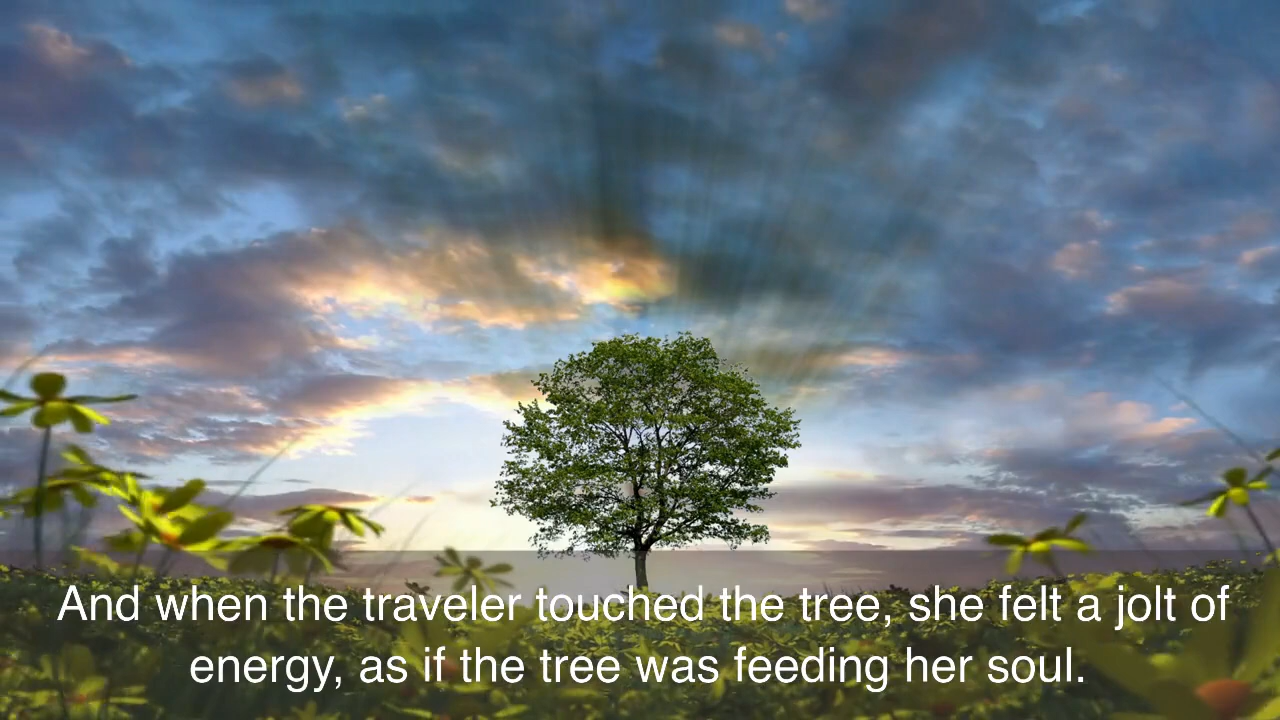 And when the traveler touched the tree, she felt a jolt of
energy, as if the tree was feeding her soul.